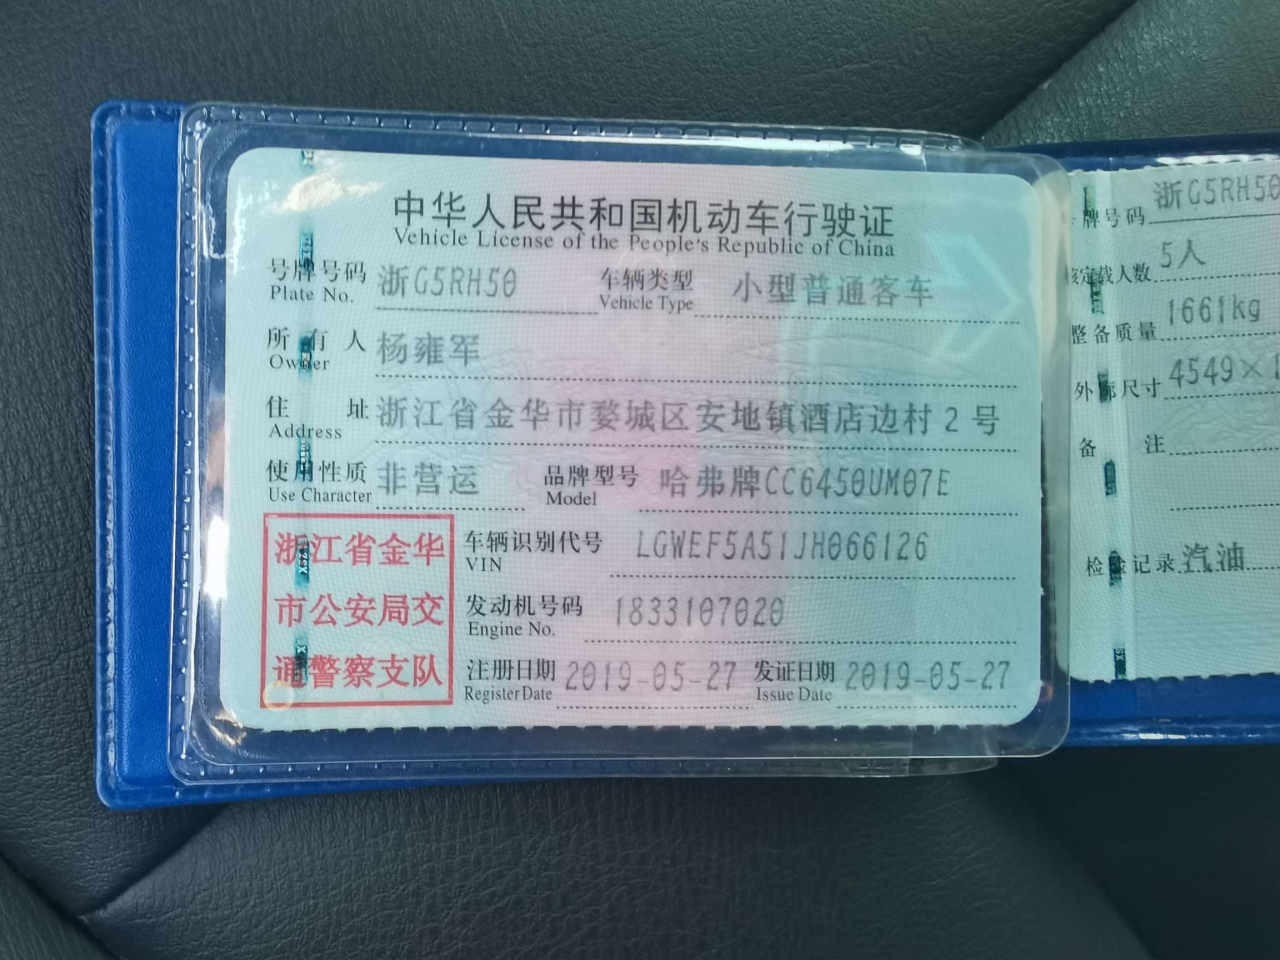 中华人民共和国机动车行驶证
Vehicle License of the People's Republic of China
号牌号码 浙G5RH50 车辆类型 小型普通客车
Plate No. Vehicle Type
所有人 杨雍军
Owner
住址 浙江省金华市婺城区安地镇酒店边村2号
Address
使用性质 非营运 品牌型号 哈弗牌CC6450UM07E
Use Character Model
浙江省金华
市公安局交
通警察支队
车辆识别代号 LGWEF5A51JH066126
VIN
发动机号码 1833107020
Engine No.
注册日期 2019-05-27 发证日期 2019-05-27
Register Date Issue Date
号牌号码 浙G5RH50
核定载人数 5人
整备质量 1661kg
外廓尺寸 4549×1
备注
检验记录 汽油